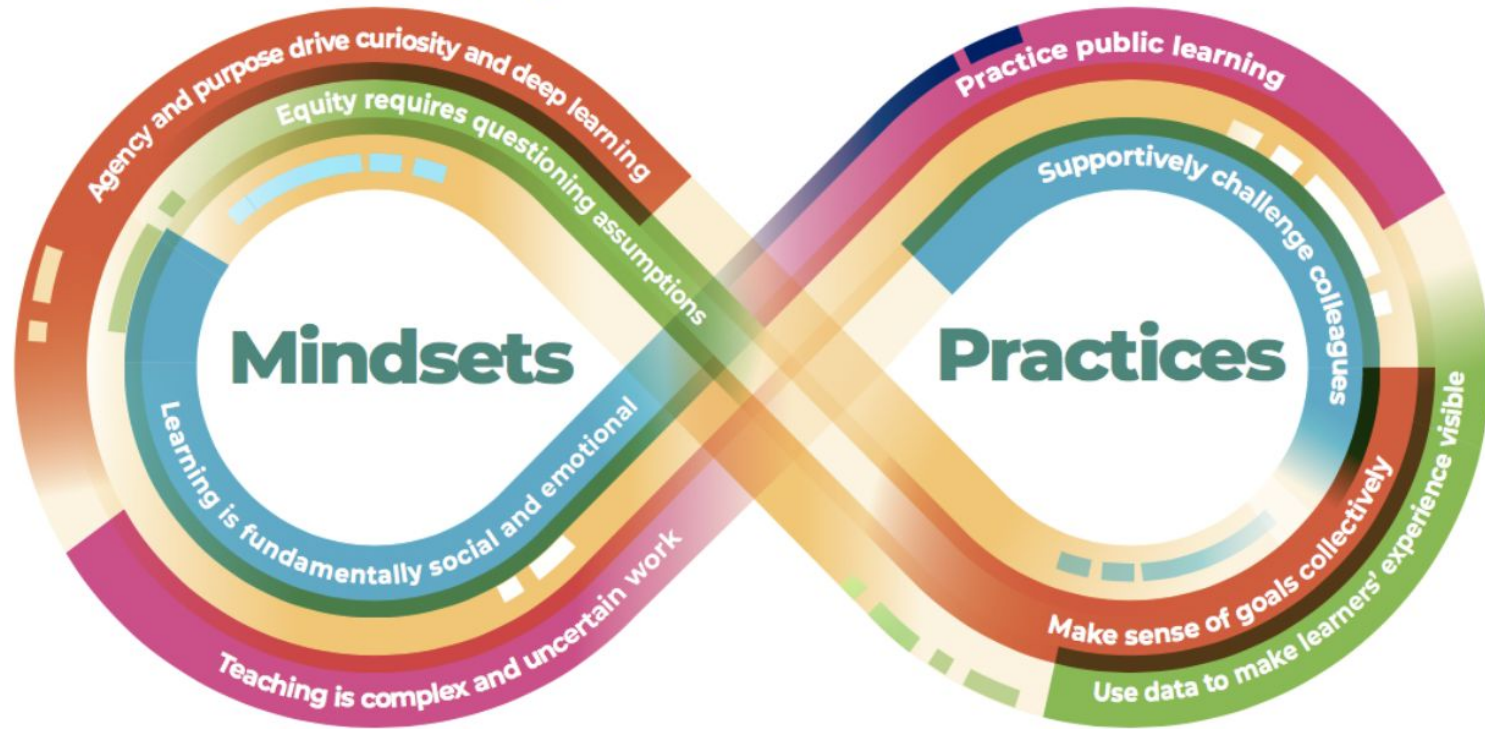 Agency and purpose drive curiosity and deep learning
Equity requires questioning assumptions
Mindsets
Learning is fundamentally social and emotional
Teaching is complex and uncertain work
Practice public learning
Supportively challenge colleagues
Practices
Make sense of goals collectively
Use data to make learners' experience visible